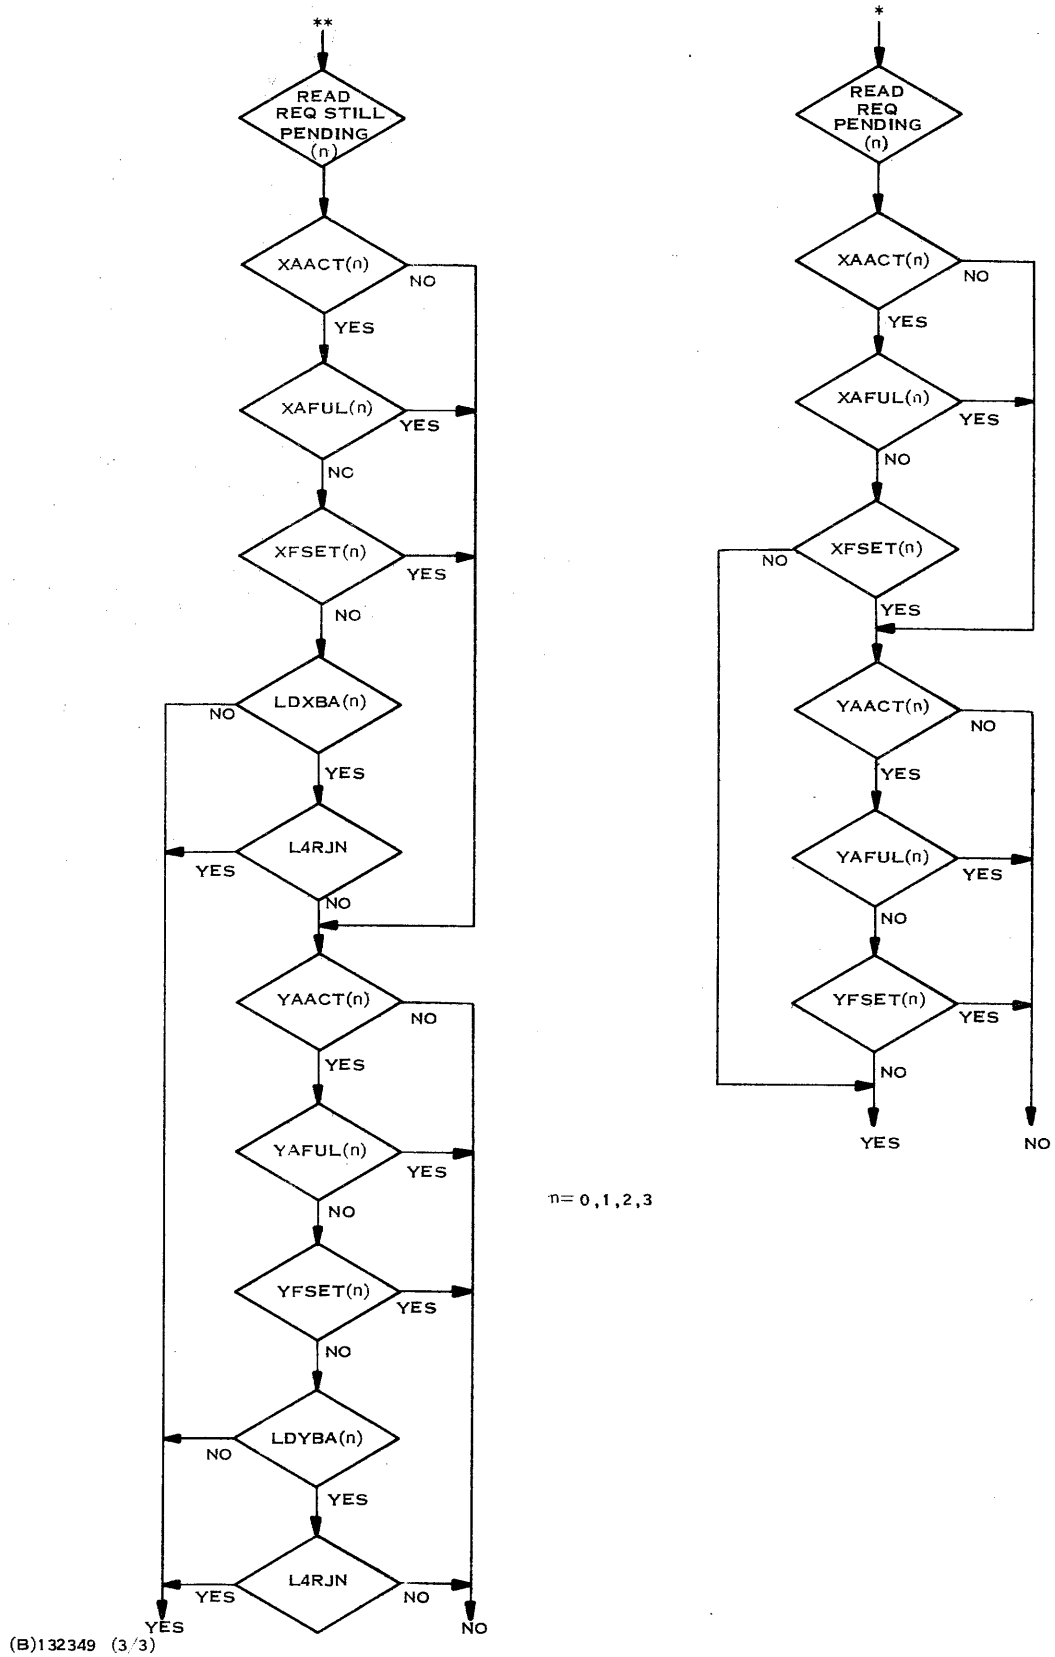 **
READ
REQ STILL
PENDING
(n)
XAACT(n)
NO
YES
XAFUL(n)
YES
NC
XFSET(n)
YES
NO
LDXBA(n)
NO
YES
L4RJN
YES
NO
YAACT(n)
NO
YES
YAFUL(n)
YES
NO
YFSET(n)
YES
NO
LDYBA(n)
NO
YES
L4RJN
YES
NO
YES
NO
*
READ
REQ
PENDING
(n)
XAACT(n)
NO
YES
XAFUL(n)
YES
NO
XFSET(n)
NO
YES
YAACT(n)
NO
YES
YAFUL(n)
YES
NO
YFSET(n)
YES
NO
YES
NO
n= 0,1,2,3
(B)132349 (3/3)